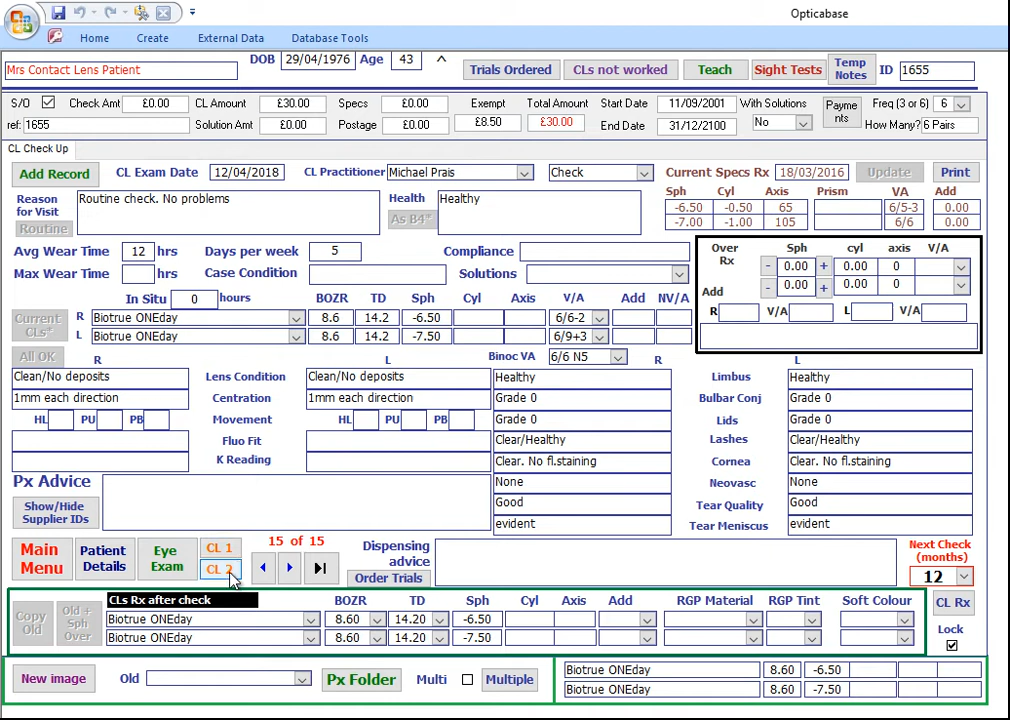 Opticabase
Home Create External Data Database Tools
Mrs Contact Lens Patient DOB 29/04/1976 Age 43 ^ Trials Ordered CLs not worked Teach Sight Tests Temp Notes ID 1655
S/O Check Amt £0.00 CL Amount £30.00 Specs £0.00 Exempt Total Amount Start Date 11/09/2001 With Solutions Payme nts Freq (3 or 6) 6
ref: 1655 Solution Amt £0.00 Postage £0.00 £8.50 £30.00 End Date 31/12/2100 No How Many? 6 Pairs
CL Check Up
Add Record CL Exam Date 12/04/2018 CL Practitioner Michael Prais Check Current Specs Rx 18/03/2016 Update Print
Reason for Visit Routine check. No problems Health Healthy Sph Cyl Axis Prism VA Add
Routine As B4* -6.50 -0.50 65 6/5-3 0.00
-7.00 -1.00 105 6/6 0.00
Avg Wear Time 12 hrs Days per week 5 Compliance Over Rx Sph cyl axis V/A
Max Wear Time hrs Case Condition Solutions - 0.00 + 0.00 0
Add - 0.00 + 0.00 0
In Situ 0 hours BOZR TD Sph Cyl Axis V/A Add NV/A R V/A L V/A
Current CLs* R Biotrue ONEday 8.6 14.2 -6.50 6/6-2
L Biotrue ONEday 8.6 14.2 -7.50 6/9+3
All OK R L Binoc VA 6/6 N5 R L
Clean/No deposits Lens Condition Clean/No deposits Healthy Limbus Healthy
1mm each direction Centration 1mm each direction Grade 0 Bulbar Conj Grade 0
HL PU PB Movement HL PU PB Grade 0 Lids Grade 0
Fluo Fit Clear/Healthy Lashes Clear/Healthy
K Reading Clear. No fl.staining Cornea Clear. No fl.staining
Px Advice None Neovasc None
Show/Hide Supplier IDs Good Tear Quality Good
evident Tear Meniscus evident
Main Menu Patient Details Eye Exam CL 1 15 of 15 Dispensing advice Next Check (months)
CL 2 Order Trials 12
CLs Rx after check BOZR TD Sph Cyl Axis Add RGP Material RGP Tint Soft Colour CL Rx
Copy Old Old + Sph Over Biotrue ONEday 8.60 14.20 -6.50 Lock
Biotrue ONEday 8.60 14.20 -7.50
New image Old Px Folder Multi Multiple Biotrue ONEday 8.60 -6.50
Biotrue ONEday 8.60 -7.50